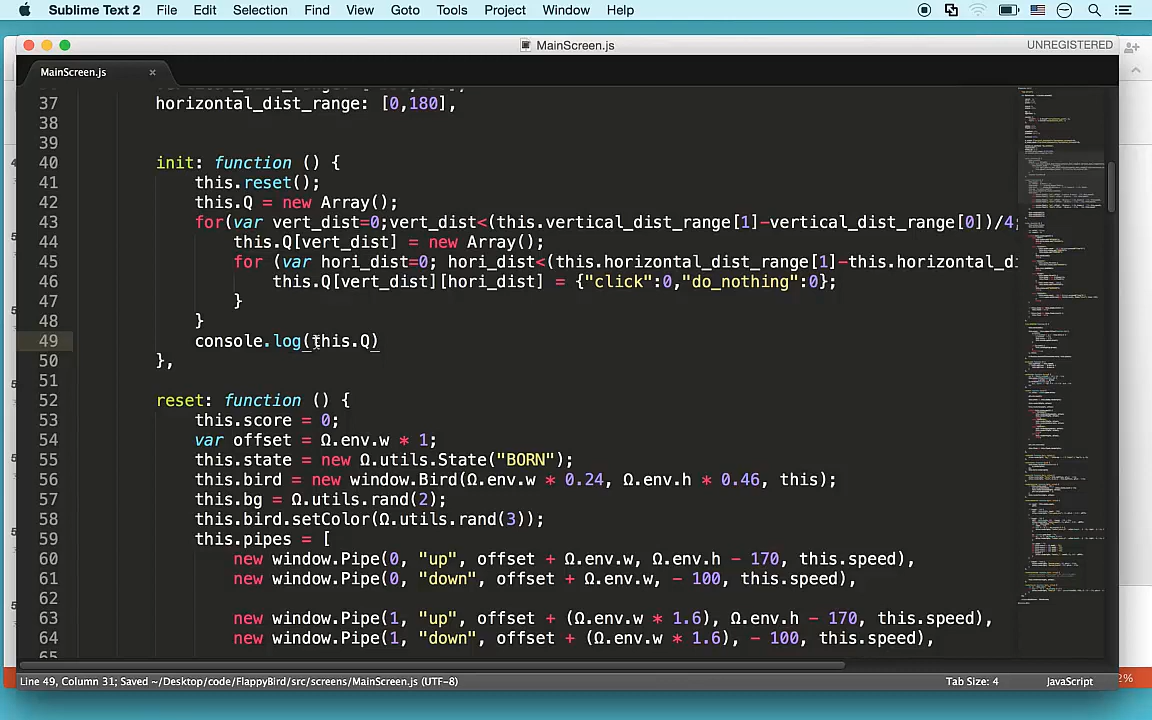 Sublime Text 2 File Edit Selection Find View Goto Tools Project Window Help
MainScreen.js UNREGISTERED
MainScreen.js ×
37 horizontal_dist_range: [0,180],
38
39
40 init: function () {
41 this.reset();
42 this.Q = new Array();
43 for(var vert_dist=0;vert_dist<(this.vertical_dist_range[1]-vertical_dist_range[0])/4;
44 this.Q[vert_dist] = new Array();
45 for (var hori_dist=0; hori_dist<(this.horizontal_dist_range[1]-this.horizontal_di
46 this.Q[vert_dist][hori_dist] = {"click":0,"do_nothing":0};
47 }
48 }
49 console.log(this.Q)
50 },
51
52 reset: function () {
53 this.score = 0;
54 var offset = Ω.env.w * 1;
55 this.state = new Ω.utils.State("BORN");
56 this.bird = new window.Bird(Ω.env.w * 0.24, Ω.env.h * 0.46, this);
57 this.bg = Ω.utils.rand(2);
58 this.bird.setColor(Ω.utils.rand(3));
59 this.pipes = [
60 new window.Pipe(0, "up", offset + Ω.env.w, Ω.env.h - 170, this.speed),
61 new window.Pipe(0, "down", offset + Ω.env.w, - 100, this.speed),
62
63 new window.Pipe(1, "up", offset + (Ω.env.w * 1.6), Ω.env.h - 170, this.speed),
64 new window.Pipe(1, "down", offset + (Ω.env.w * 1.6), - 100, this.speed),
65
Line 49, Column 31; Saved ~/Desktop/code/FlappyBird/src/screens/MainScreen.js (UTF-8) Tab Size: 4 JavaScript 2%